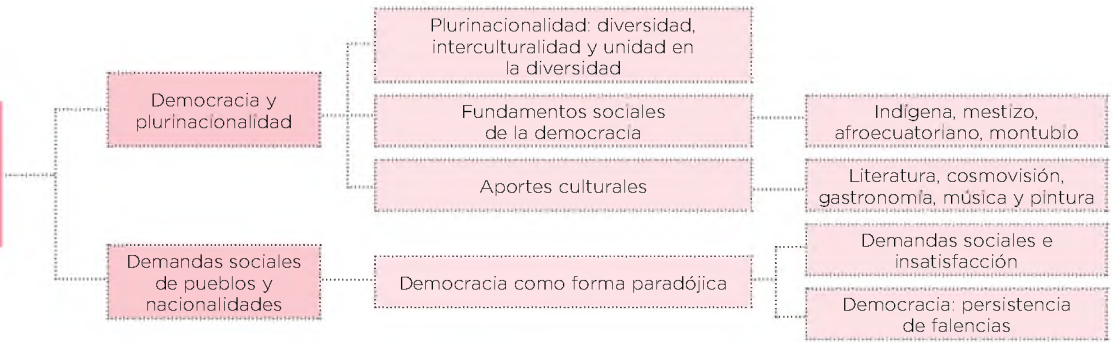 Democracia y
plurinacionalidad
Plurinacionalidad: diversidad,
interculturalidad y unidad en
la diversidad
Fundamentos sociales
de la democracia
Indígena, mestizo,
afroecuatoriano, montubio
Aportes culturales
Literatura, cosmovisión,
gastronomía, música y pintura
Demandas sociales
de pueblos y
nacionalidades
Democracia como forma paradójica
Demandas sociales e
insatisfacción
Democracia: persistencia
de falencias